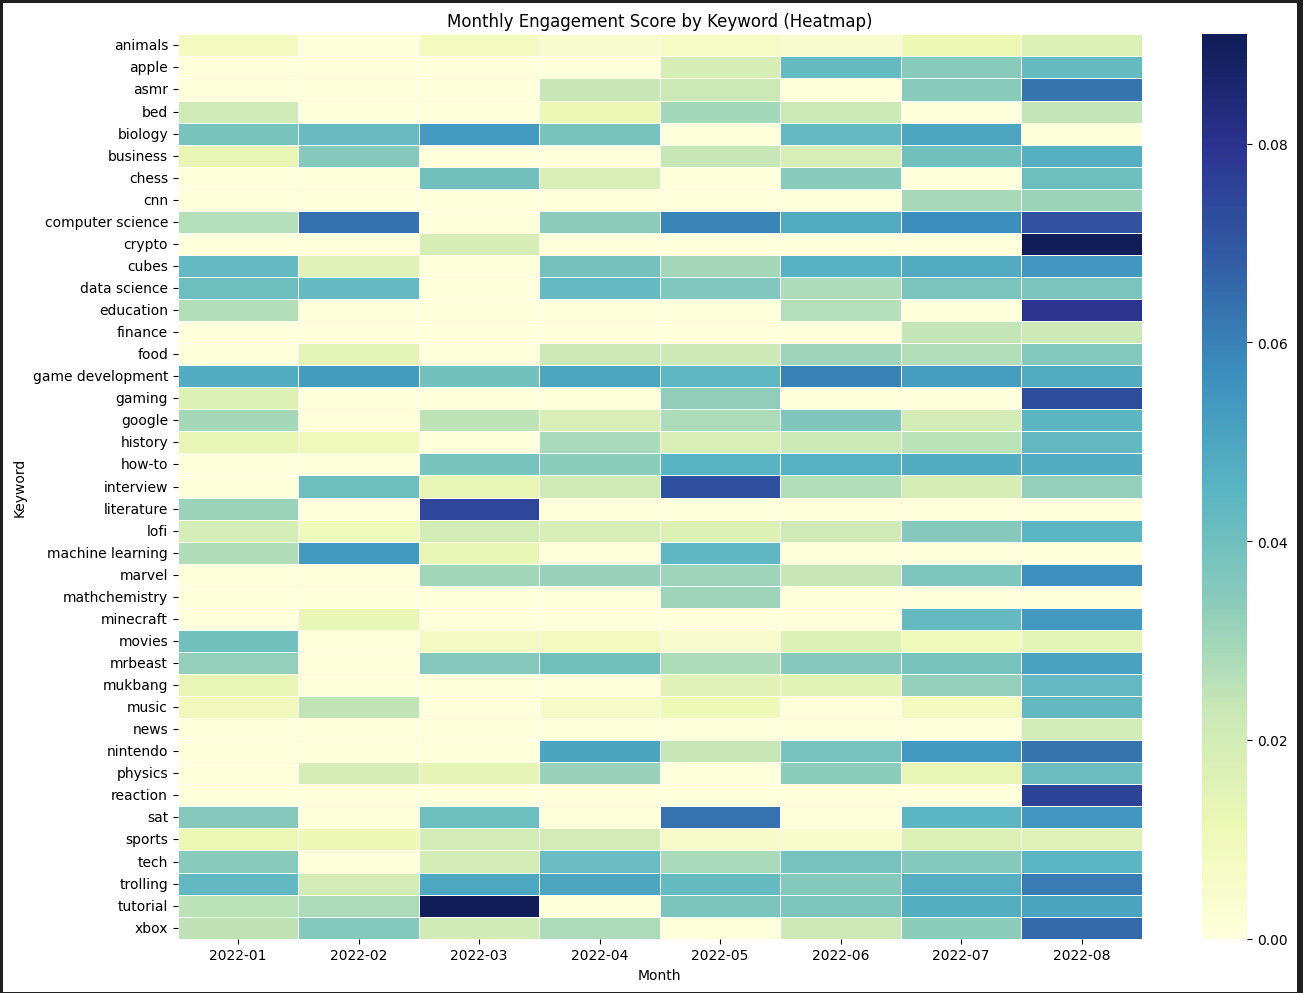 Monthly Engagement Score by Keyword (Heatmap)
animals
apple
asmr
bed
biology
business
chess
cnn
computer science
crypto
cubes
data science
education
finance
food
game development
gaming
google
history
how-to
interview
literature
lofi
machine learning
marvel
mathchemistry
minecraft
movies
mrbeast
mukbang
music
news
nintendo
physics
reaction
sat
sports
tech
trolling
tutorial
xbox
Keyword
2022-01 2022-02 2022-03 2022-04 2022-05 2022-06 2022-07 2022-08
Month
0.08
0.06
0.04
0.02
0.00